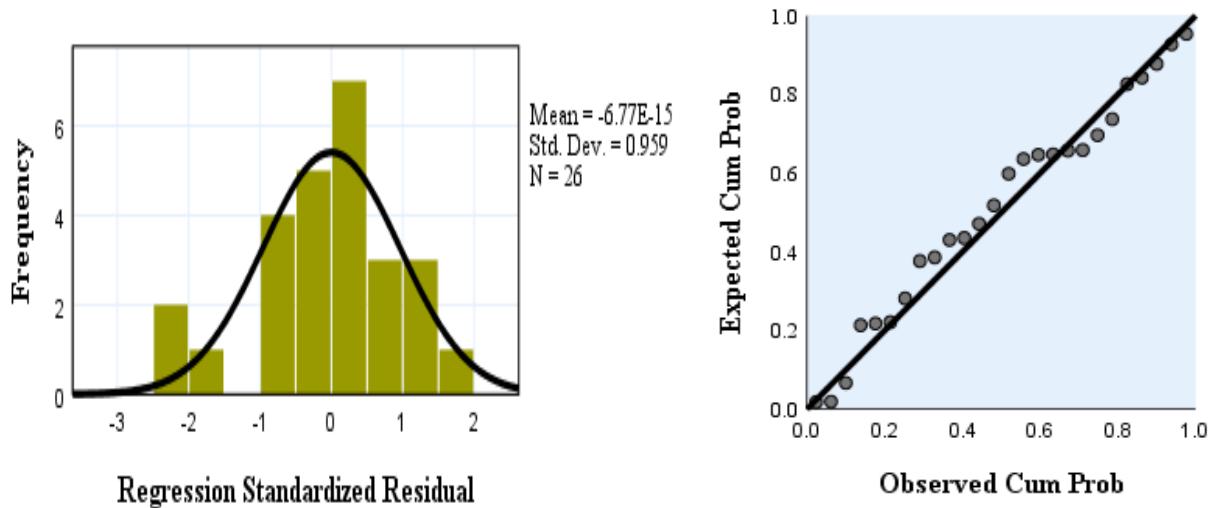 Frequency
6
4
2
0
-3 -2 -1 0 1 2
Regression Standardized Residual
Mean = -6.77E-15
Std. Dev. = 0.959
N = 26
Expected Cum Prob
1.0
0.8
0.6
0.4
0.2
0.0
0.0 0.2 0.4 0.6 0.8 1.0
Observed Cum Prob